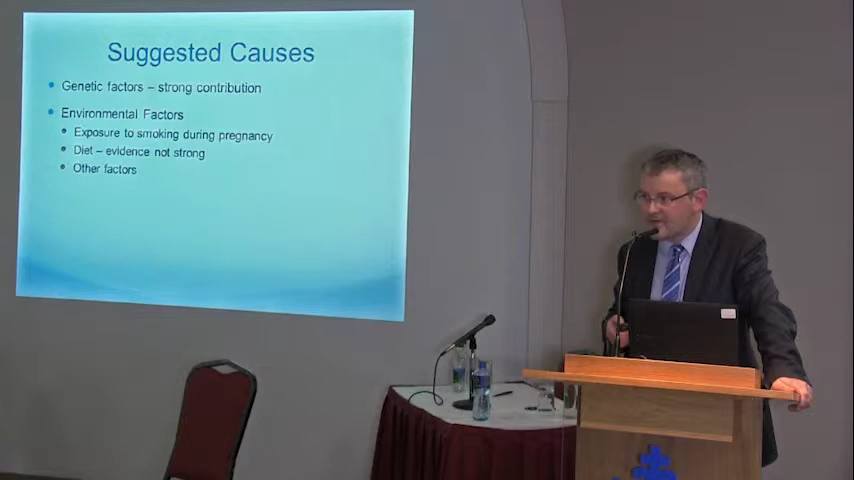 Suggested Causes
Genetic factors – strong contribution
Environmental Factors
Exposure to smoking during pregnancy
Diet – evidence not strong
Other factors